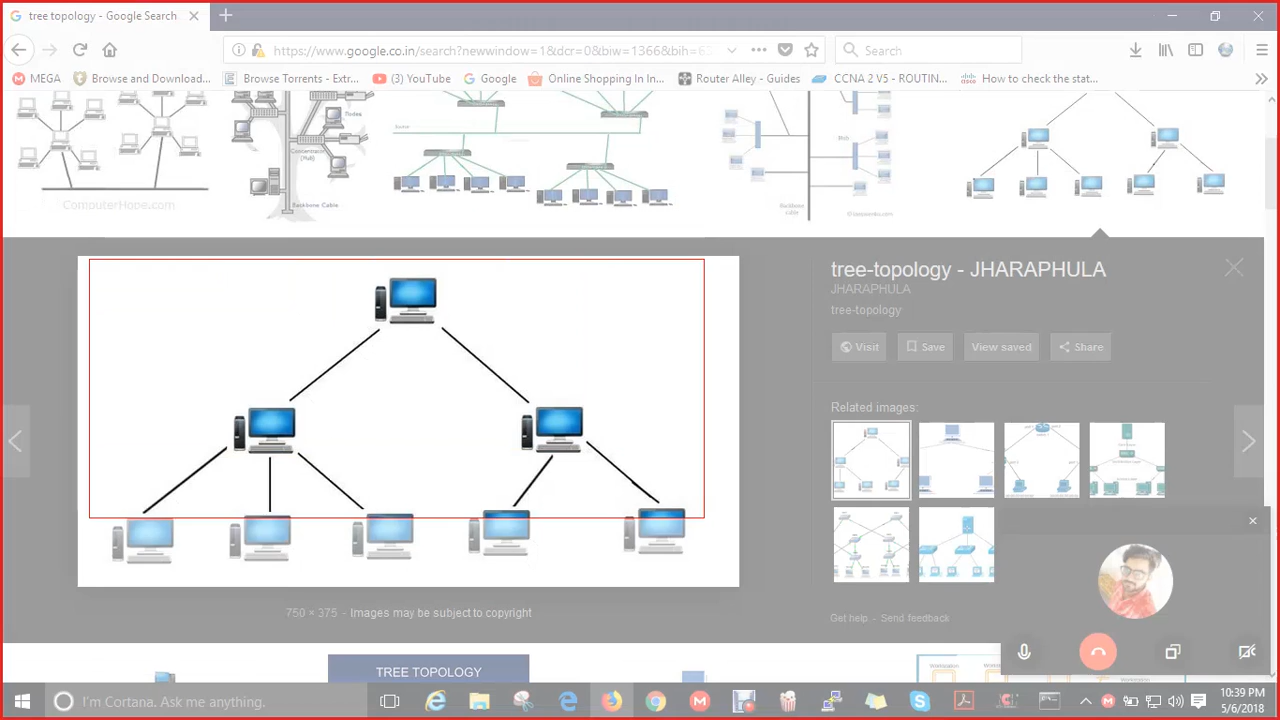 tree topology - Google Search
https://www.google.co.in/search?newwindow=1&dcr=0&biw=1366&bih=6
Search
MEGA
Browse and Download...
Browse Torrents - Extr...
(3) YouTube
Google
Online Shopping In In...
Router Alley - Guides
CCNA 2 V5 - ROUTIN...
How to check the stat...
ComputerHope.com
Backbone Cable
Backbone
Cable
tree-topology - JHARAPHULA
JHARAPHULA
tree-topology
Visit
Save
View saved
Share
Related images:
750 × 375 - Images may be subject to copyright
Get help - Send feedback
TREE TOPOLOGY
I'm Cortana. Ask me anything.
10:39 PM
5/6/2018